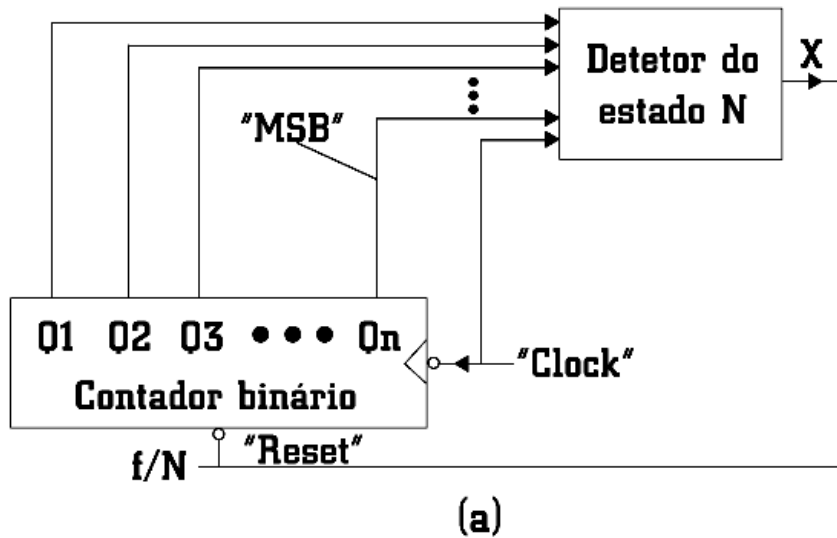 Detetor do
estado N
X
"MSB"
Q1 Q2 Q3 ••• Qn
Contador binário
"Clock"
"Reset"
f/N
(a)